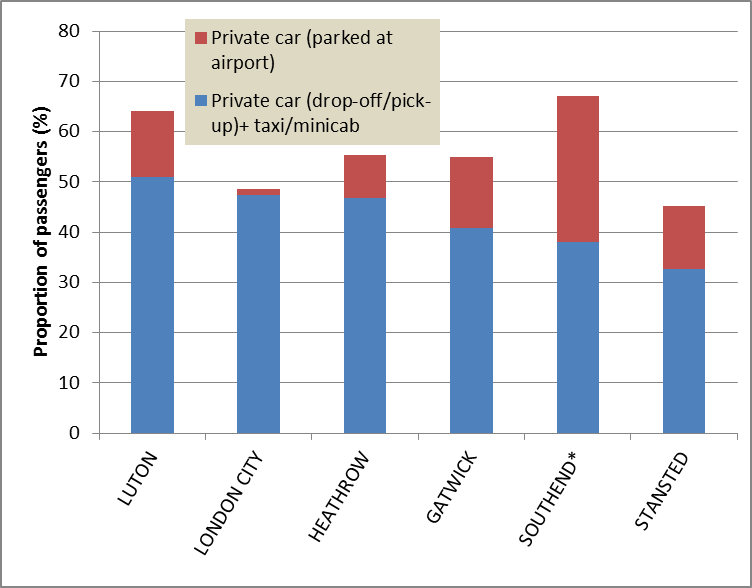 Private car (parked at
airport)
Private car (drop-off/pick-
up)+ taxi/minicab
Proportion of passengers (%)
80
70
60
50
40
30
20
10
0
LUTON
LONDON CITY
HEATHROW
GATWICK
SOUTHEND*
STANSTED